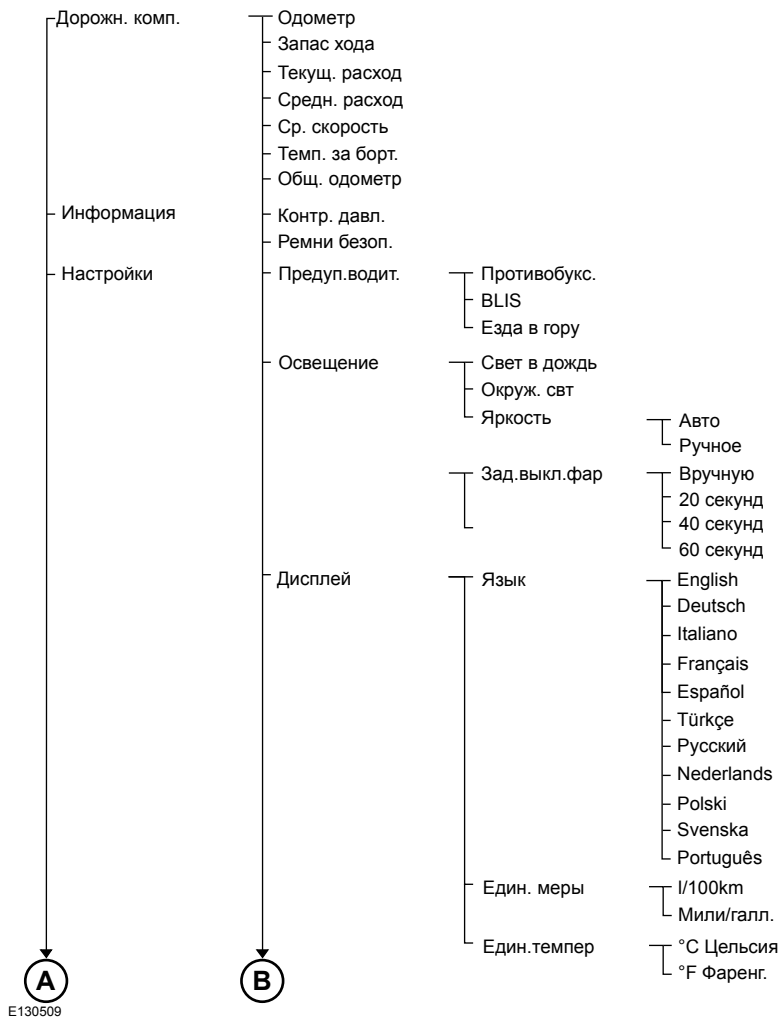 Дорожн. комп.
Одометр
Запас хода
Текущ. расход
Средн. расход
Ср. скорость
Темп. за борт.
Общ. одометр
Информация
Контр. давл.
Ремни безоп.
Настройки
Предуп.водит.
Противобукс.
BLIS
Езда в гору
Освещение
Свет в дождь
Окруж. свт
Яркость
Авто
Ручное
Зад.выкл.фар
Вручную
20 секунд
40 секунд
60 секунд
Дисплей
Язык
English
Deutsch
Italiano
Français
Español
Türkçe
Русский
Nederlands
Polski
Svenska
Português
Един. меры
l/100km
Мили/галл.
Един.темпер
°C Цельсия
°F Фаренг.
A
B
E130509